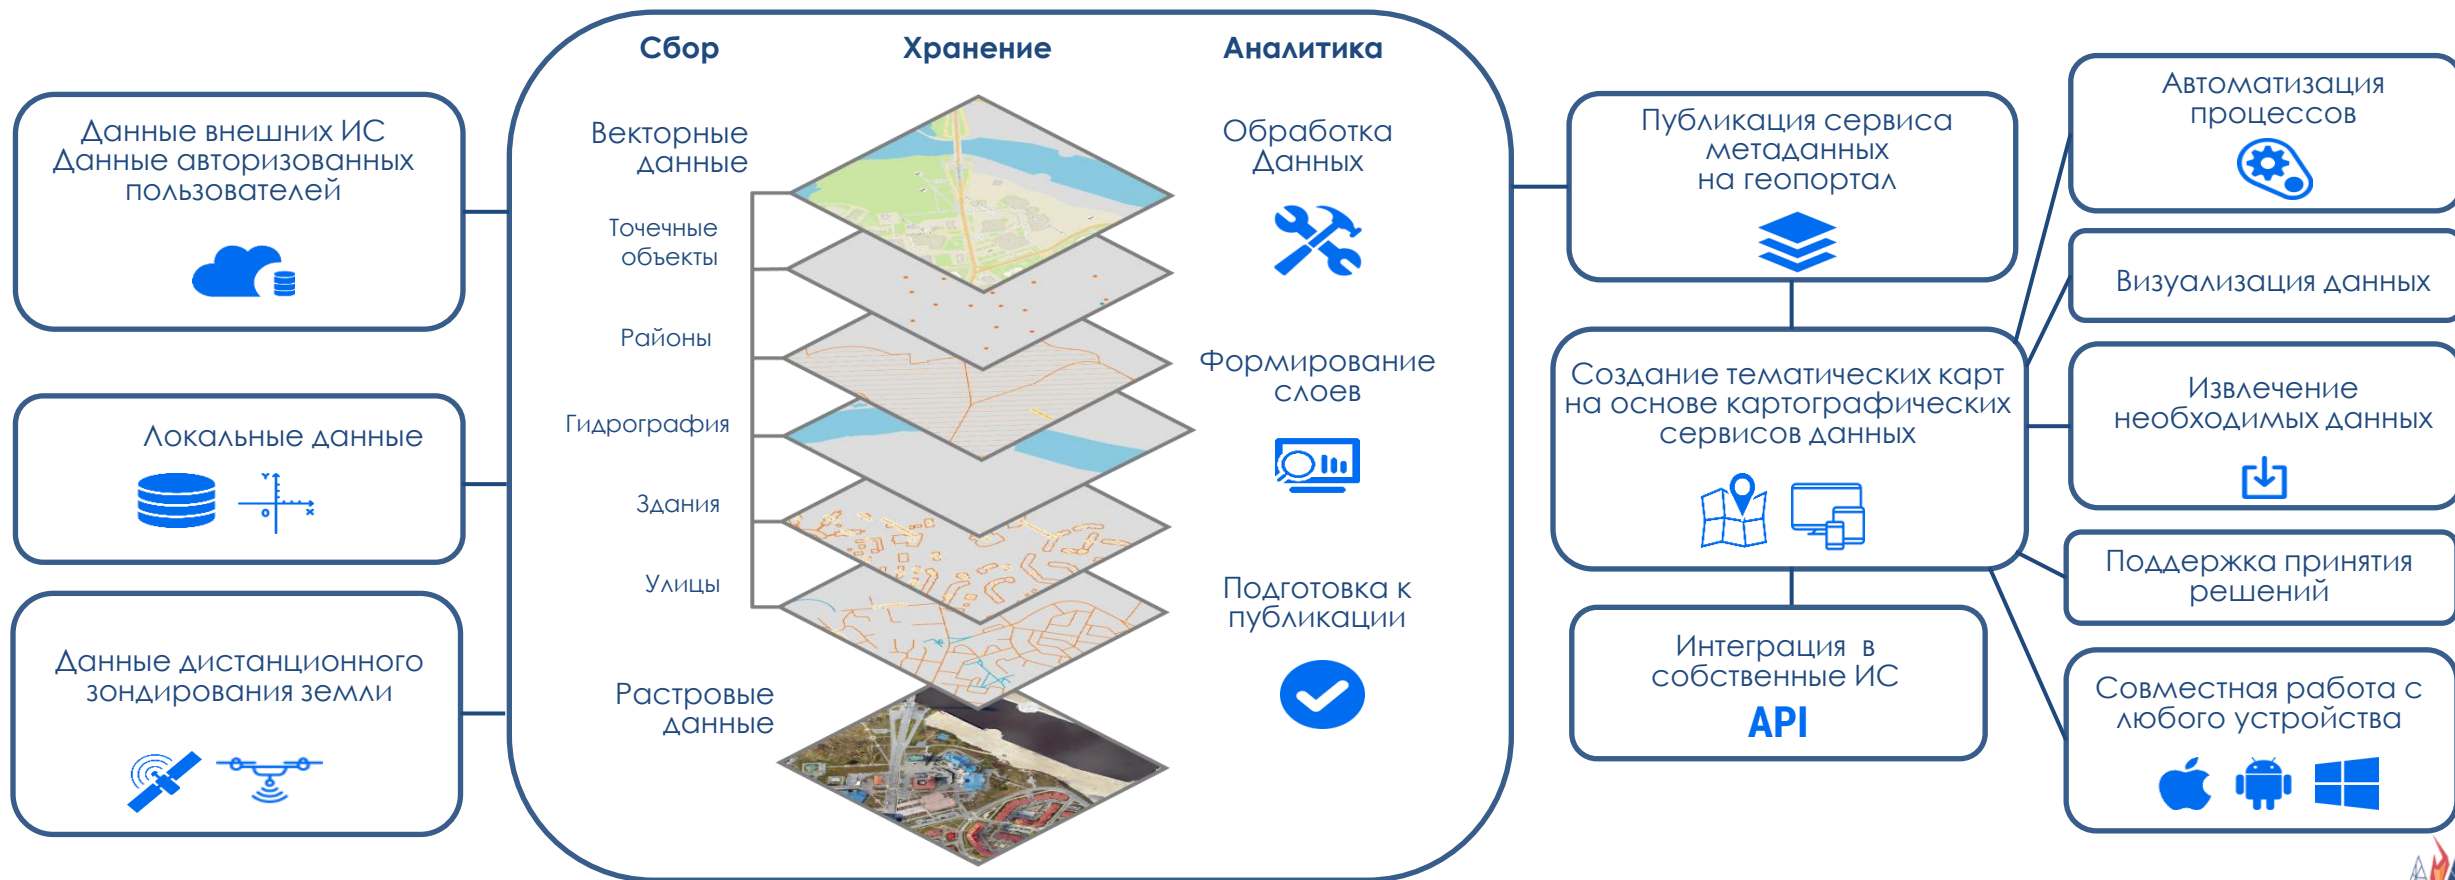 Данные внешних ИС
Данные авторизованных
пользователей
Локальные данные
Y
O
X
Данные дистанционного
зондирования земли
Сбор
Хранение
Аналитика
Векторные
данные
Точечные
объекты
Районы
Гидрография
Здания
Улицы
Растровые
данные
Обработка
Данных
Формирование
слоев
Подготовка к
публикации
Публикация сервиса
метаданных
на геопортал
Создание тематических карт
на основе картографических
сервисов данных
Интеграция в
собственные ИС
API
Автоматизация
процессов
Визуализация данных
Извлечение
необходимых данных
Поддержка принятия
решений
Совместная работа с
любого устройства